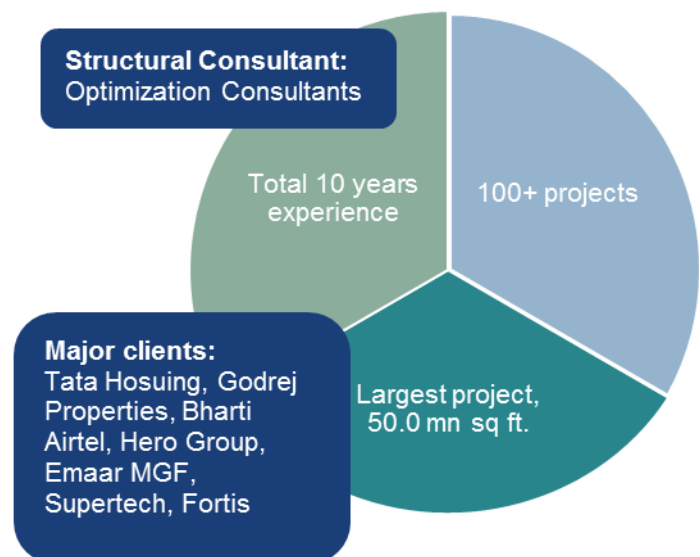 Structural Consultant:
Optimization Consultants
Total 10 years
experience
100+ projects
Major clients:
Tata Hosuing, Godrej
Properties, Bharti
Airtel, Hero Group,
Emaar MGF,
Supertech, Fortis
Largest project,
50.0 mn sq ft.